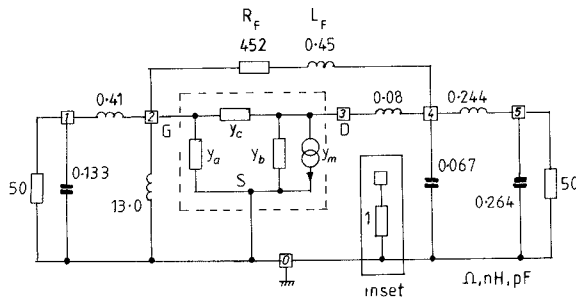 R_F L_F
452 0·45
0·41 0·08 0·244
1 2 G y_c 3 D 4 5
y_a y_b y_m
50 0·133 13·0 S 1 0·067 0·264 50
0
inset Ω,nH,pF